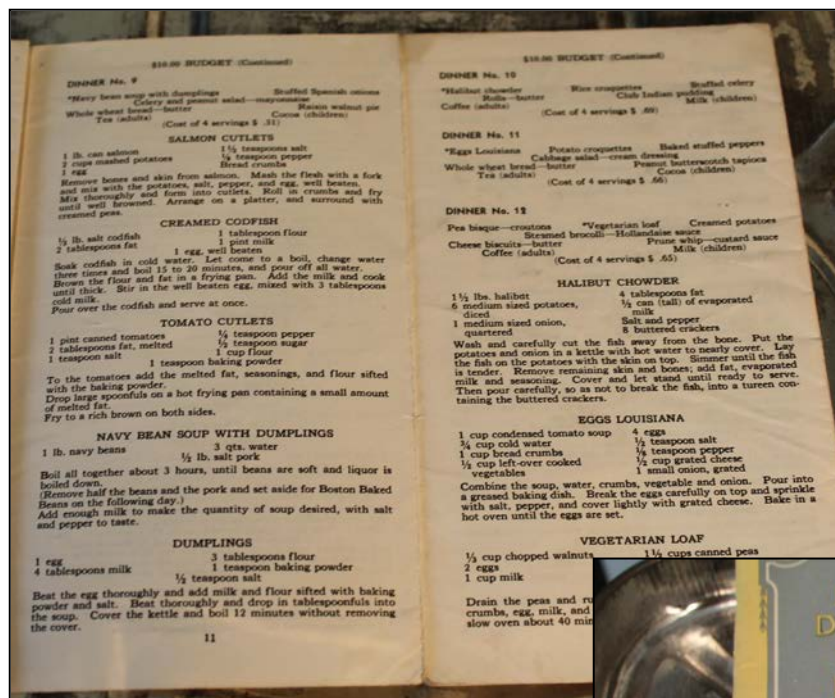 $10.00 BUDGET (Continued)
DINNER No. 9
*Navy bean soup with dumplings Stuffed Spanish onions
Celery and peanut salad—mayonnaise
Whole wheat bread—butter Raisin walnut pie
Tea (adults) Cocoa (children)
(Cost of 4 servings $ .51)
SALMON CUTLETS
1 lb. can salmon 1½ teaspoons salt
2 cups mashed potatoes ⅛ teaspoon pepper
1 egg Bread crumbs
Remove bones and skin from salmon. Mash the flesh with a fork
and mix with the potatoes, salt, pepper, and egg, well beaten.
Mix thoroughly and form into cutlets. Roll in crumbs and fry
until well browned. Arrange on a platter, and surround with
creamed peas.
CREAMED CODFISH
½ lb. salt codfish 1 tablespoon flour
2 tablespoons fat 1 pint milk
1 egg, well beaten
Soak codfish in cold water. Let come to a boil, change water
three times and boil 15 to 20 minutes, and pour off all water.
Brown the flour and fat in a frying pan. Add the milk and cook
until thick. Stir in the well beaten egg, mixed with 3 tablespoons
cold milk.
Pour over the codfish and serve at once.
TOMATO CUTLETS
1 pint canned tomatoes ¼ teaspoon pepper
2 tablespoons fat, melted ½ teaspoon sugar
1 teaspoon salt 1 cup flour
1 teaspoon baking powder
To the tomatoes add the melted fat, seasonings, and flour sifted
with the baking powder.
Drop large spoonfuls on a hot frying pan containing a small amount
of melted fat.
Fry to a rich brown on both sides.
NAVY BEAN SOUP WITH DUMPLINGS
1 lb. navy beans 3 qts. water
½ lb. salt pork
Boil all together about 3 hours, until beans are soft and liquor is
boiled down.
(Remove half the beans and the pork and set aside for Boston Baked
Beans on the following day.)
Add enough milk to make the quantity of soup desired, with salt
and pepper to taste.
DUMPLINGS
1 egg 3 tablespoons flour
4 tablespoons milk 1 teaspoon baking powder
½ teaspoon salt
Beat the egg thoroughly and add milk and flour sifted with baking
powder and salt. Beat thoroughly and drop in tablespoonfuls into
the soup. Cover the kettle and boil 12 minutes without removing
the cover.
11
$10.00 BUDGET (Continued)
DINNER No. 10
*Halibut chowder Rice croquettes Stuffed celery
Rolls—butter Club Indian pudding
Coffee (adults) Milk (children)
(Cost of 4 servings $ .69)
DINNER No. 11
*Eggs Louisiana Potato croquettes Baked stuffed peppers
Cabbage salad—cream dressing
Whole wheat bread—butter Peanut butterscotch tapioca
Tea (adults) Cocoa (children)
(Cost of 4 servings $ .66)
DINNER No. 12
Pea bisque—croutons *Vegetarian loaf Creamed potatoes
Steamed brocolli—Hollandaise sauce
Cheese biscuits—butter Prune whip—custard sauce
Coffee (adults) Milk (children)
(Cost of 4 servings $ .65)
HALIBUT CHOWDER
1½ lbs. halibut 4 tablespoons fat
6 medium sized potatoes, ½ can (tall) of evaporated
diced milk
1 medium sized onion, Salt and pepper
quartered 8 buttered crackers
Wash and carefully cut the fish away from the bone. Put the
potatoes and onion in a kettle with hot water to nearly cover. Lay
the fish on the potatoes with the skin on top. Simmer until the fish
is tender. Remove remaining skin and bones; add fat, evaporated
milk and seasoning. Cover and let stand until ready to serve.
Then pour carefully, so as not to break the fish, into a tureen con-
taining the buttered crackers.
EGGS LOUISIANA
1 cup condensed tomato soup 4 eggs
¾ cup cold water ½ teaspoon salt
1 cup bread crumbs ⅛ teaspoon pepper
½ cup left-over cooked ½ cup grated cheese
vegetables 1 small onion, grated
Combine the soup, water, crumbs, vegetable and onion. Pour into
a greased baking dish. Break the eggs carefully on top and sprinkle
with salt, pepper, and cover lightly with grated cheese. Bake in a
hot oven until the eggs are set.
VEGETARIAN LOAF
⅓ cup chopped walnuts 1⅓ cups canned peas
2 eggs
1 cup milk
Drain the peas and ru
crumbs, egg, milk, and
slow oven about 40 min
D